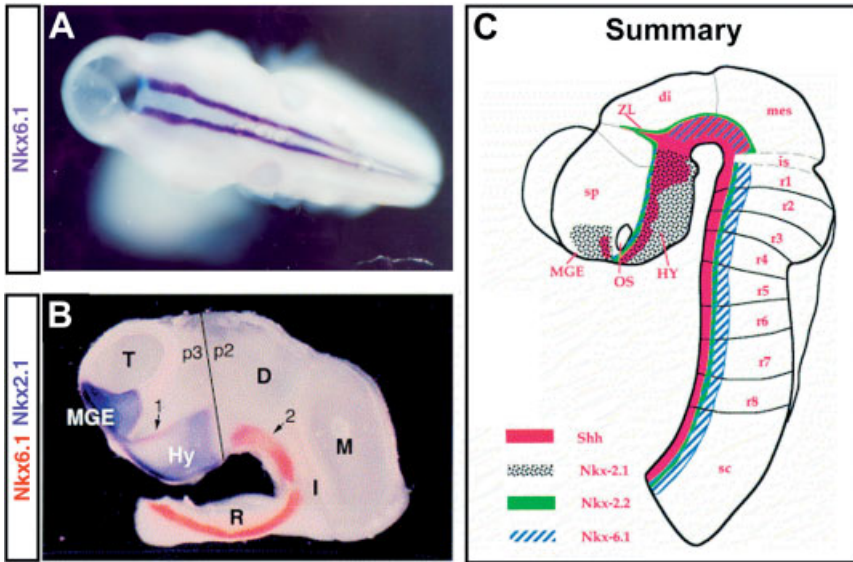 Nkx6.1
A
B
Nkx6.1 Nkx2.1
T
p3
p2
D
MGE
1
2
Hy
M
I
R
C
Summary
di
mes
ZL
is
r1
sp
r2
r3
MGE
OS
HY
r4
r5
r6
r7
r8
sc
Shh
Nkx-2.1
Nkx-2.2
Nkx-6.1